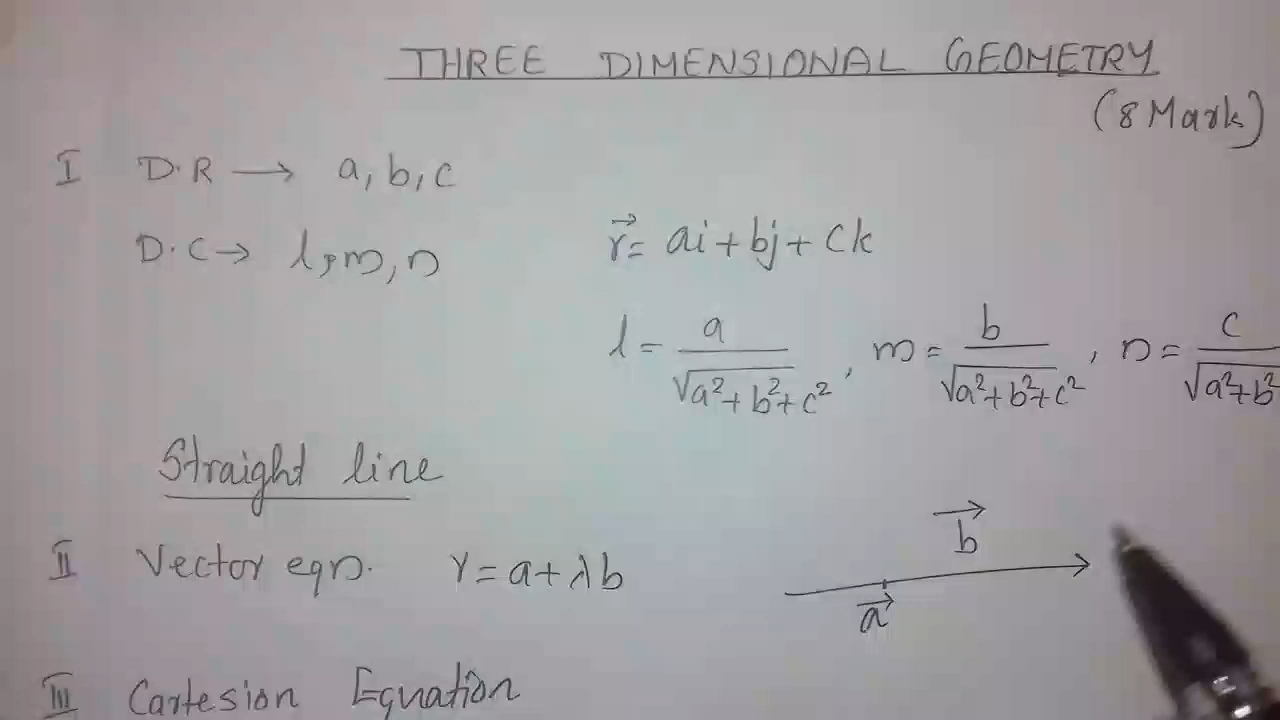 THREE DIMENSIONAL GEOMETRY
(8 Mark)
I D.R → a, b, c
D.C → l, m, n
r⃗ = ai + bj + ck
l = a/√a²+b²+c² , m = b/√a²+b²+c² , n = c/√a²+b²
Straight line
II Vector eqn. r = a + λb
b⃗
a⃗
III Cartesion Equation